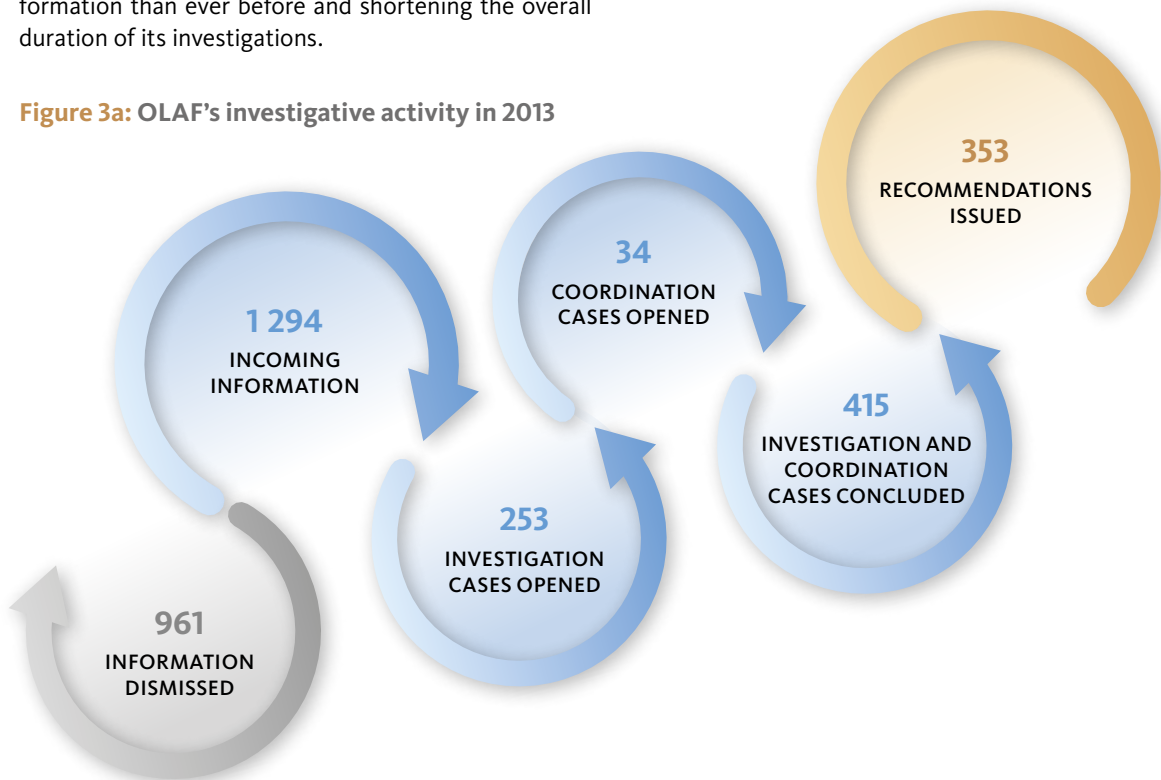 formation than ever before and shortening the overall
duration of its investigations.
Figure 3a: OLAF's investigative activity in 2013
1 294
INCOMING
INFORMATION
961
INFORMATION
DISMISSED
253
INVESTIGATION
CASES OPENED
34
COORDINATION
CASES OPENED
415
INVESTIGATION AND
COORDINATION
CASES CONCLUDED
353
RECOMMENDATIONS
ISSUED